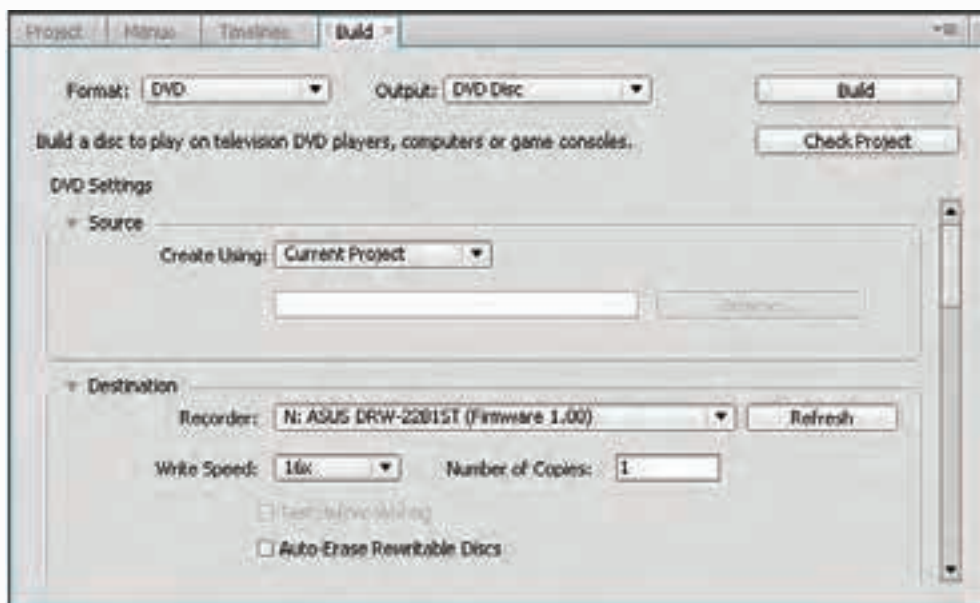 Project Menus Timelines Build
Format: DVD Output: DVD Disc Build
Build a disc to play on television DVD players, computers or game consoles. Check Project
DVD Settings
Source
Create Using: Current Project
Browse...
Destination
Recorder: N: ASUS DRW-22B1ST (Firmware 1.00) Refresh
Write Speed: 16x Number of Copies: 1
Auto-Erase Rewritable Discs